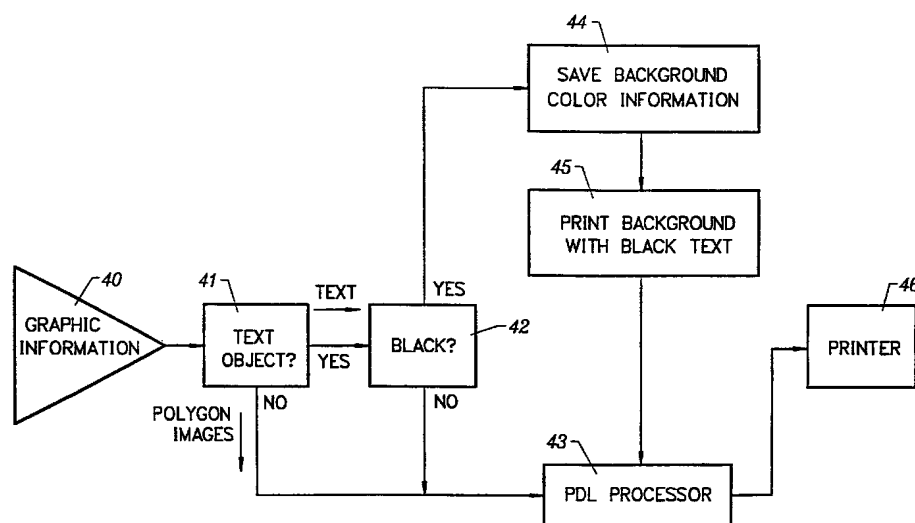 44
SAVE BACKGROUND
COLOR INFORMATION
45
PRINT BACKGROUND
WITH BLACK TEXT
40
GRAPHIC
INFORMATION
41
TEXT
OBJECT?
TEXT
YES
NO
POLYGON
IMAGES
YES
BLACK?
42
NO
43
PDL PROCESSOR
46
PRINTER